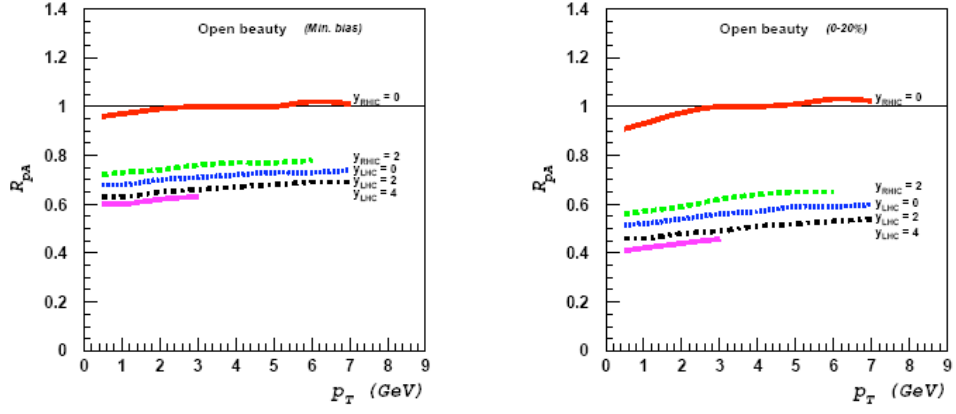 1.4
Open beauty (Min. bias)
1.2
y_RHIC = 0
1
0.8
y_RHIC = 2
y_LHC = 0
y_LHC = 2
y_LHC = 4
0.6
0.4
0.2
0
0 1 2 3 4 5 6 7 8 9
R_pA
p_T (GeV)
1.4
Open beauty (0-20%)
1.2
y_RHIC = 0
1
0.8
0.6
y_RHIC = 2
y_LHC = 0
y_LHC = 2
y_LHC = 4
0.4
0.2
0
0 1 2 3 4 5 6 7 8 9
R_pA
p_T (GeV)